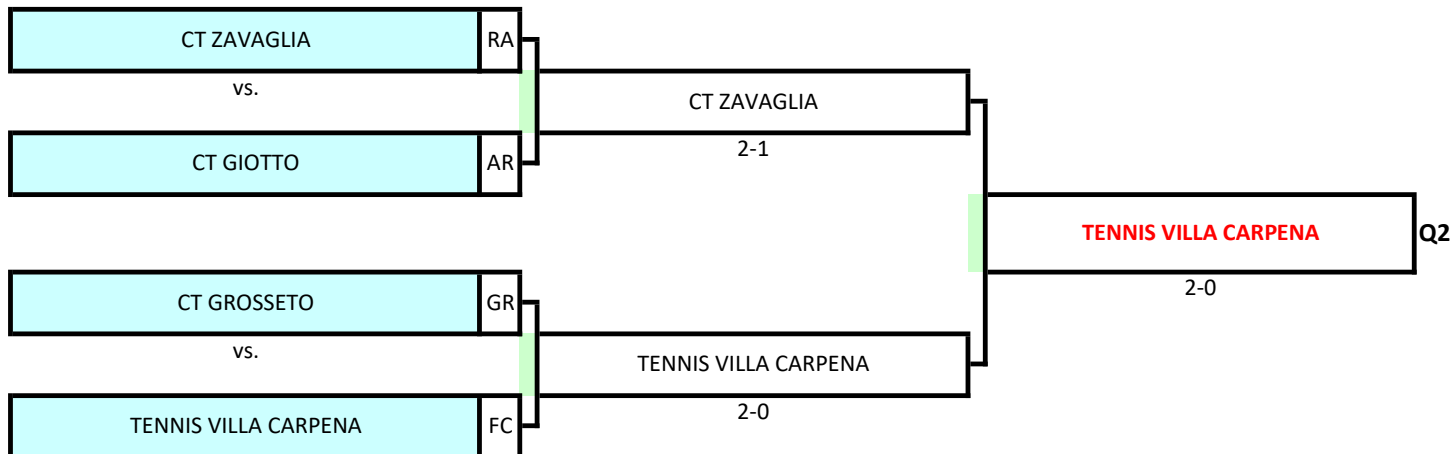 CT ZAVAGLIA RA
vs.
CT GIOTTO AR
CT ZAVAGLIA
2-1
CT GROSSETO GR
vs.
TENNIS VILLA CARPENA FC
TENNIS VILLA CARPENA
2-0
TENNIS VILLA CARPENA Q2
2-0